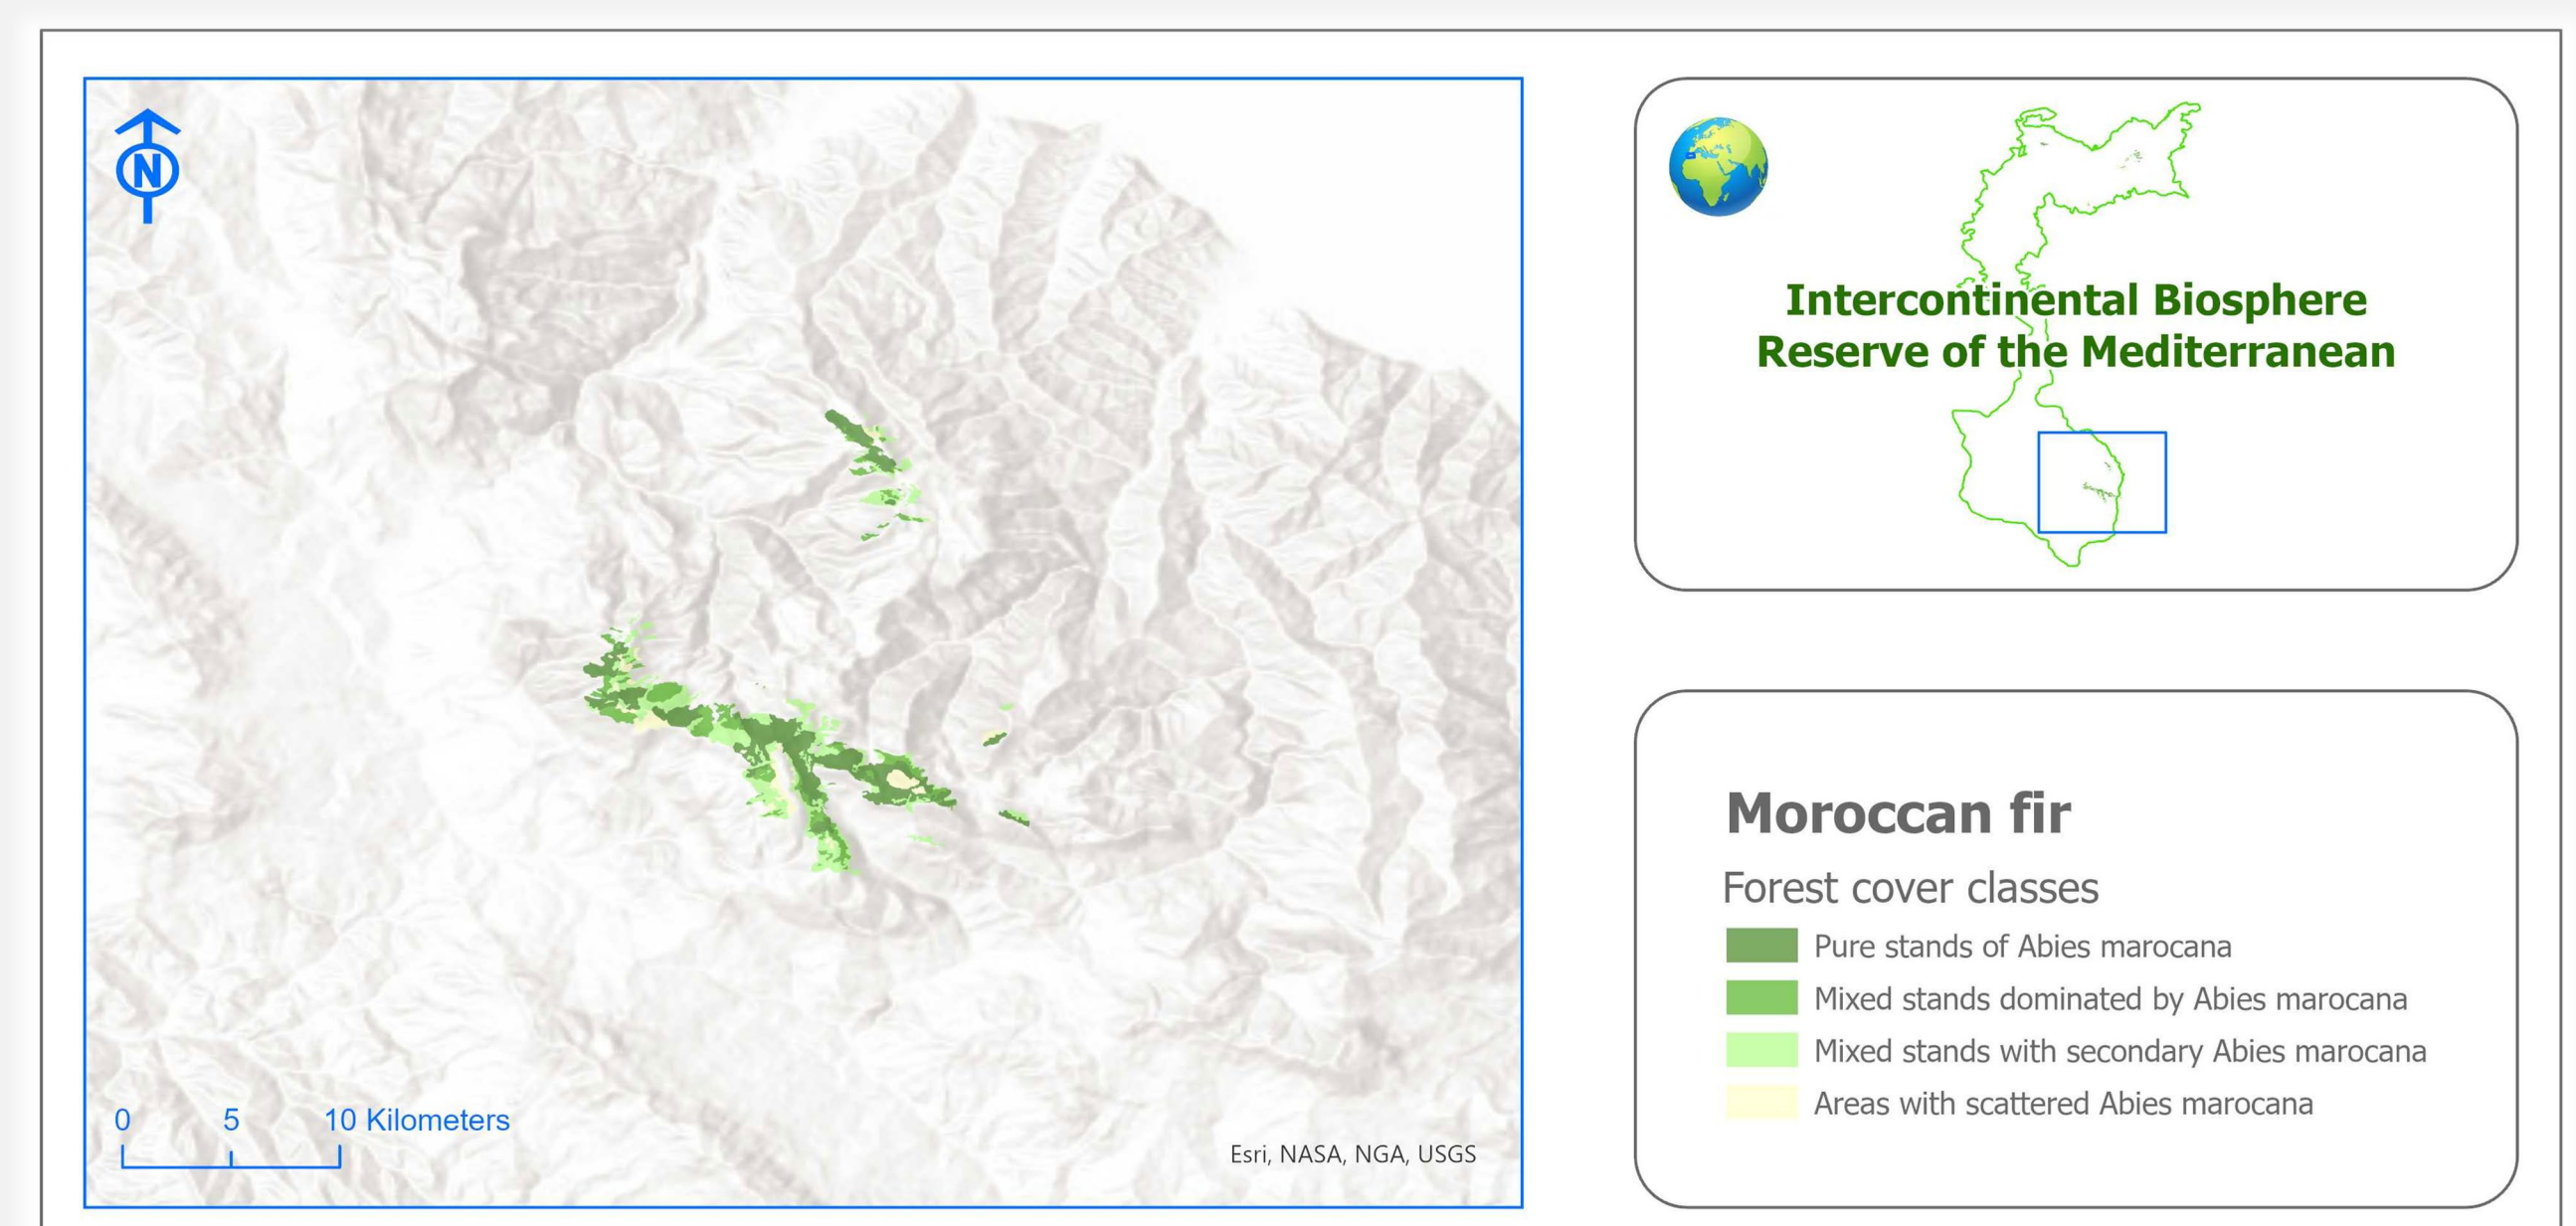 N
0 5 10 Kilometers
Esri, NASA, NGA, USGS
Intercontinental Biosphere
Reserve of the Mediterranean
Moroccan fir
Forest cover classes
Pure stands of Abies marocana
Mixed stands dominated by Abies marocana
Mixed stands with secondary Abies marocana
Areas with scattered Abies marocana